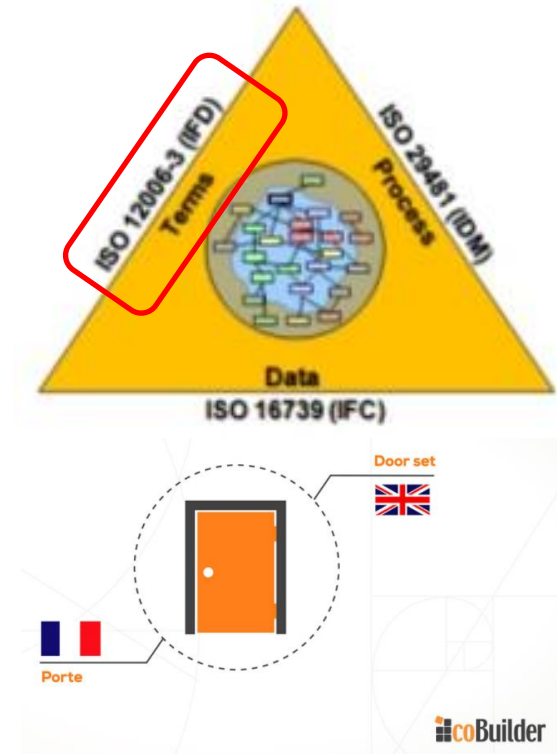 ISO 12006-3 (IFD)
Terms
ISO 29481 (IDM)
Process
Data
ISO 16739 (IFC)
Door set
Porte
coBuilder